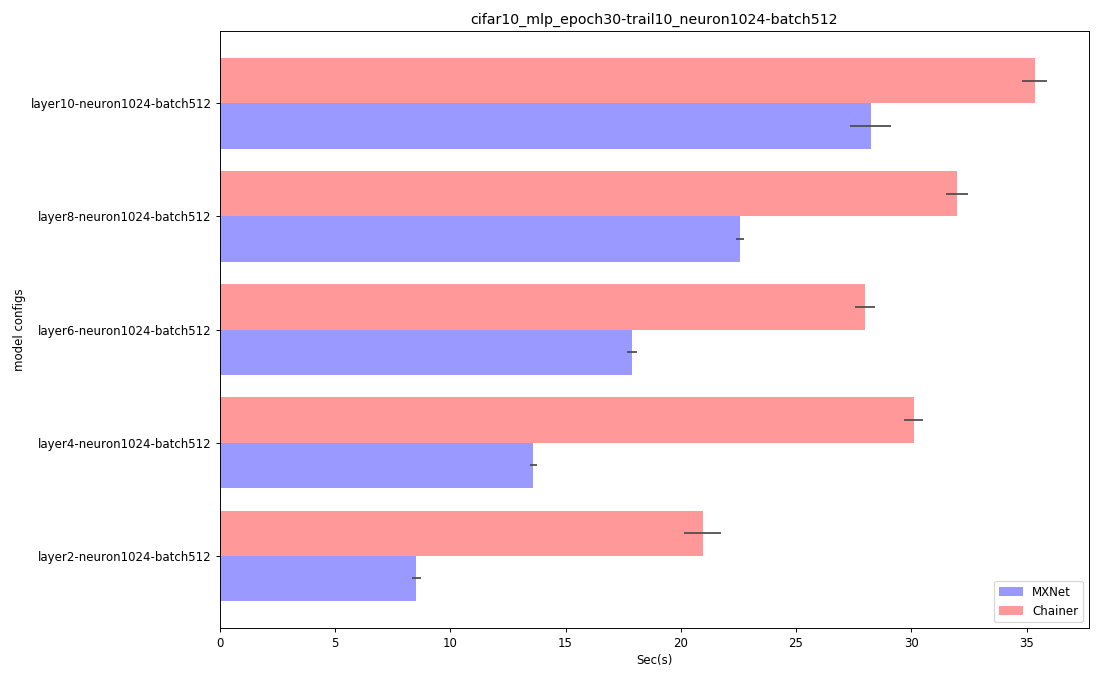 cifar10_mlp_epoch30-trail10_neuron1024-batch512
model configs
layer10-neuron1024-batch512
layer8-neuron1024-batch512
layer6-neuron1024-batch512
layer4-neuron1024-batch512
layer2-neuron1024-batch512
MXNet
Chainer
0 5 10 15 20 25 30 35
Sec(s)